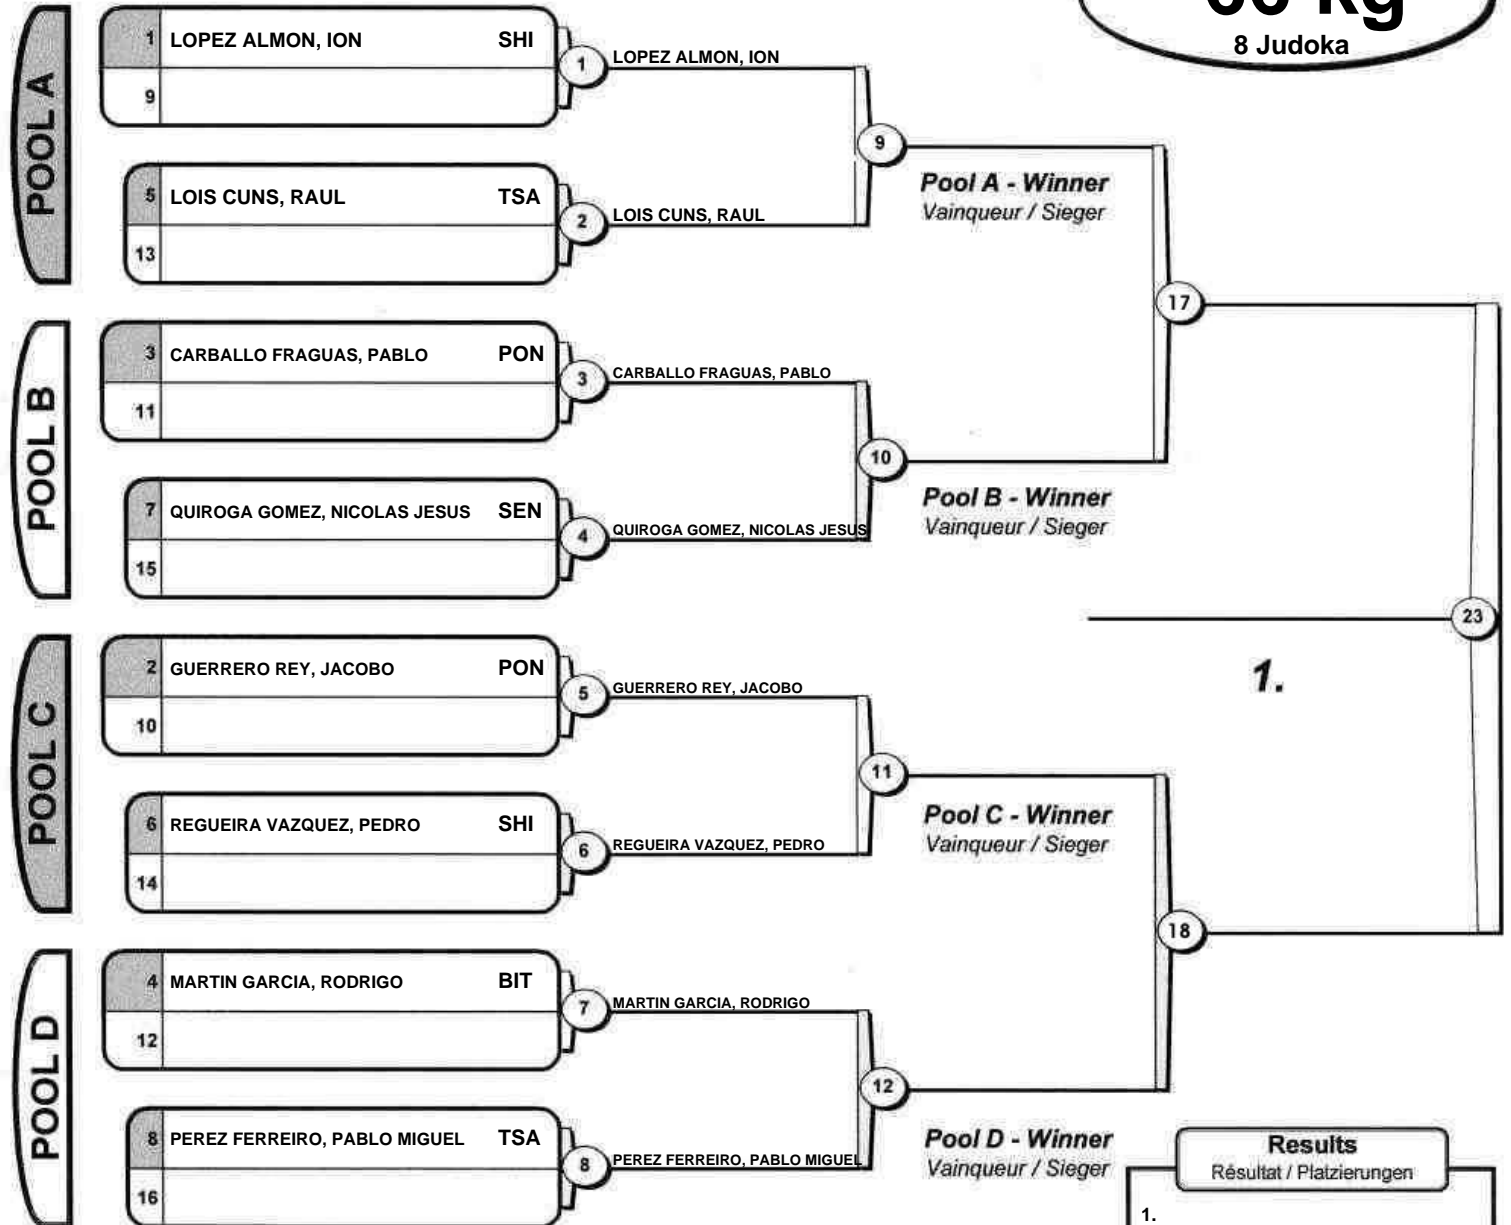 kg
8 Judoka
POOL A
1 LOPEZ ALMON, ION SHI
9
1 LOPEZ ALMON, ION
5 LOIS CUNS, RAUL TSA
13
2 LOIS CUNS, RAUL
9
Pool A - Winner
Vainqueur / Sieger
POOL B
3 CARBALLO FRAGUAS, PABLO PON
11
3 CARBALLO FRAGUAS, PABLO
7 QUIROGA GOMEZ, NICOLAS JESUS SEN
15
4 QUIROGA GOMEZ, NICOLAS JESUS
10
Pool B - Winner
Vainqueur / Sieger
17
POOL C
2 GUERRERO REY, JACOBO PON
10
5 GUERRERO REY, JACOBO
6 REGUEIRA VAZQUEZ, PEDRO SHI
14
6 REGUEIRA VAZQUEZ, PEDRO
11
Pool C - Winner
Vainqueur / Sieger
POOL D
4 MARTIN GARCIA, RODRIGO BIT
12
7 MARTIN GARCIA, RODRIGO
8 PEREZ FERREIRO, PABLO MIGUEL TSA
16
8 PEREZ FERREIRO, PABLO MIGUEL
12
Pool D - Winner
Vainqueur / Sieger
18
23
1.
Results
Résultat / Platzierungen
1.